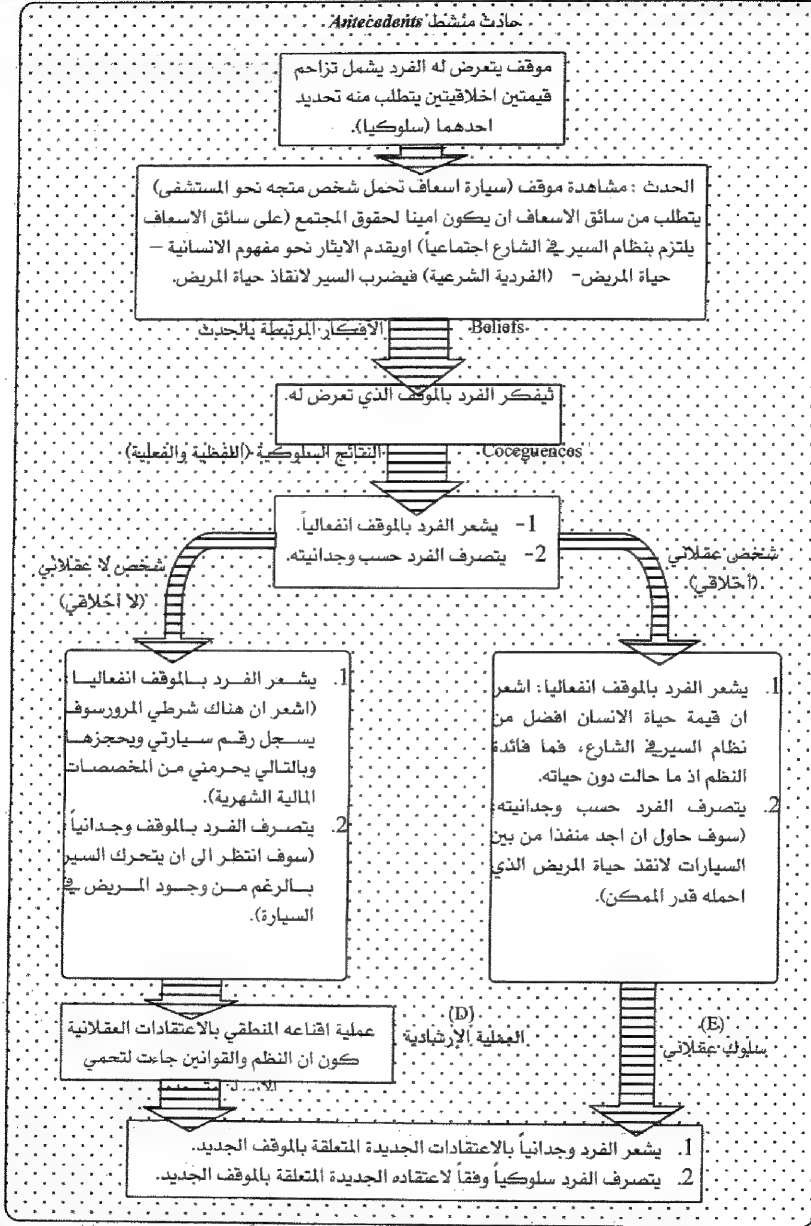 حادث منشط Antecedents
موقف يتعرض له الفرد يشمل تزاحم
قيمتين اخلاقيتين يتطلب منه تحديد
احدهما (سلوكيا).
الحدث : مشاهدة موقف (سيارة اسعاف تحمل شخص متجه نحو المستشفى)
يتطلب من سائق الاسعاف ان يكون امينا لحقوق المجتمع (على سائق الاسعاف
يلتزم بنظام السير في الشارع اجتماعياً) اويقدم الايثار نحو مفهوم الانسانية –
حياة المريض- (الفردية الشرعية) فيضرب السير لانقاذ حياة المريض.
الافكار المرتبطة بالحدث Beliefs
ثيفكر الفرد بالموقف الذي تعرض له.
النتائج السلوكية (اللفظية والفعلية) Coceguences
1- يشعر الفرد بالموقف انفعالياً.
2- يتصرف الفرد حسب وجدانيته.
شخص عقلاني
(أخلاقي)
شخص لا عقلاني
(لا أخلاقي)
1. يشعر الفرد بالموقف انفعالياً: اشعر
ان قيمة حياة الانسان افضل من
نظام السير في الشارع، فما فائدة
النظم اذ ما حالت دون حياته.
2. يتصرف الفرد حسب وجدانيته:
(سوف حاول ان اجد منفذا من بين
السيارات لانقذ حياة المريض الذي
احمله قدر الممكن).
1. يشعر الفرد بالموقف انفعاليا :
(اشعر ان هناك شرطي المرورسوف
يسجل رقم سيارتي ويحجزها
وبالتالي يحرمني من المخصصات
المالية الشهرية).
2. يتصرف الفرد بالموقف وجدانياً :
(سوف انتظر الى ان يتحرك السير
بالرغم من وجود المريض في
السيارة).
(E)
سلوك عقلاني
(D)
العملية الإرشادية
عملية اقناعه المنطقي بالاعتقادات العقلانية
كون ان النظم والقوانين جاءت لتحمي
1. يشعر الفرد وجدانياً بالاعتقادات الجديدة المتعلقة بالموقف الجديد.
2. يتصرف الفرد سلوكياً وفقاً لاعتقاده الجديدة المتعلقة بالموقف الجديد.